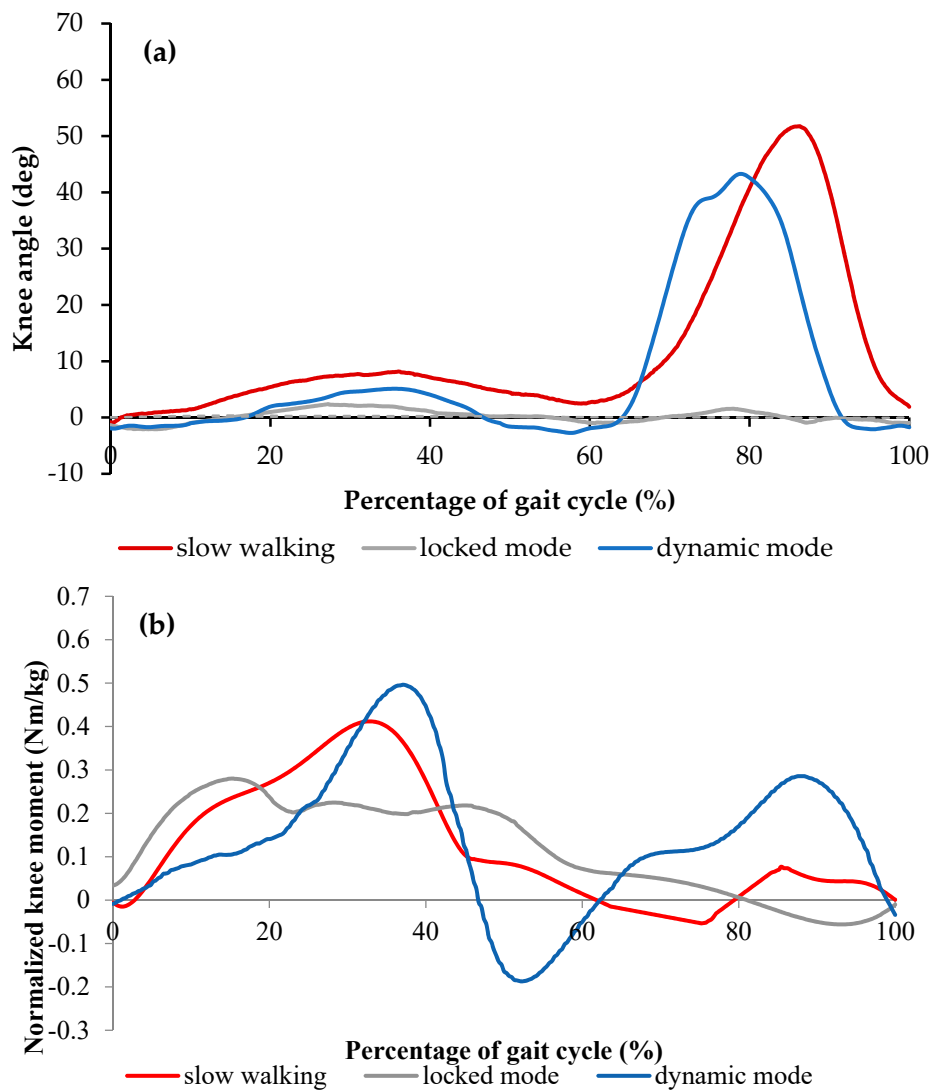 (a)
70
60
50
40
30
20
10
0
-10
Knee angle (deg)
0 20 40 60 80 100
Percentage of gait cycle (%)
slow walking locked mode dynamic mode
(b)
0.7
0.6
0.5
0.4
0.3
0.2
0.1
0
-0.1
-0.2
-0.3
Normalized knee moment (Nm/kg)
0 20 40 60 80 100
Percentage of gait cycle (%)
slow walking locked mode dynamic mode